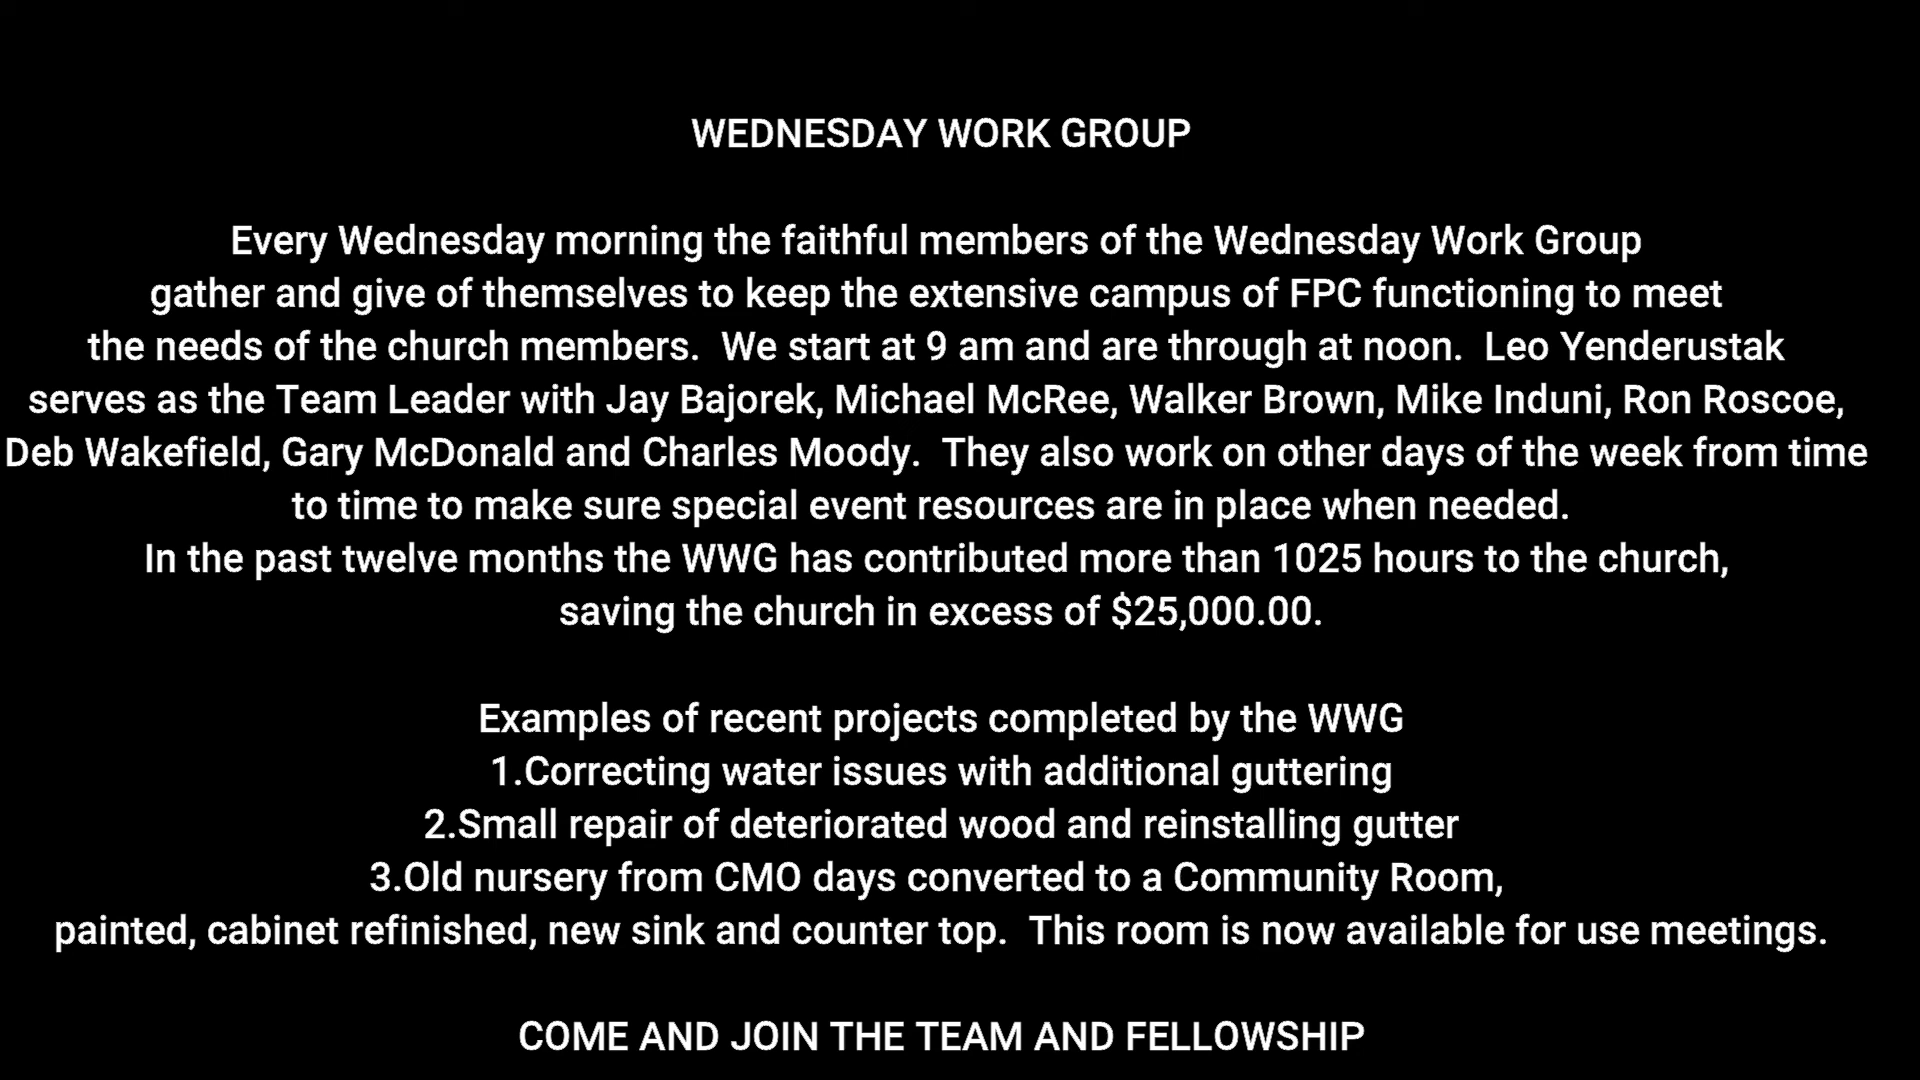 WEDNESDAY WORK GROUP
Every Wednesday morning the faithful members of the Wednesday Work Group
gather and give of themselves to keep the extensive campus of FPC functioning to meet
the needs of the church members.  We start at 9 am and are through at noon.  Leo Yenderustak
serves as the Team Leader with Jay Bajorek, Michael McRee, Walker Brown, Mike Induni, Ron Roscoe,
Deb Wakefield, Gary McDonald and Charles Moody.  They also work on other days of the week from time
to time to make sure special event resources are in place when needed.
In the past twelve months the WWG has contributed more than 1025 hours to the church,
saving the church in excess of $25,000.00.
Examples of recent projects completed by the WWG
1.Correcting water issues with additional guttering
2.Small repair of deteriorated wood and reinstalling gutter
3.Old nursery from CMO days converted to a Community Room,
painted, cabinet refinished, new sink and counter top.  This room is now available for use meetings.
COME AND JOIN THE TEAM AND FELLOWSHIP